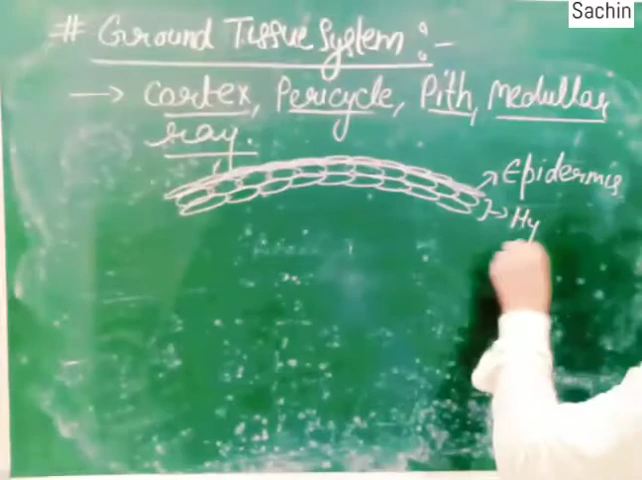 Sachin
# Ground Tissue System :-
→ Cortex, Pericycle, Pith, Medullar
ray.
Epidermis
→ Hy